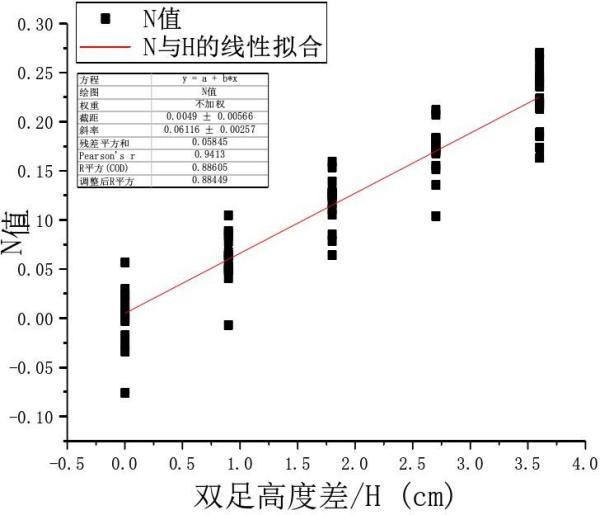 N值
N与H的线性拟合
方程 y = a + b*x
绘图 N值
权重 不加权
截距 0.0049 ± 0.00566
斜率 0.06116 ± 0.00257
残差平方和 0.05845
Pearson's r 0.9413
R平方(COD) 0.88605
调整后R平方 0.88449
0.30
0.25
0.20
0.15
0.10
0.05
0.00
-0.05
-0.10
N值
-0.5 0.0 0.5 1.0 1.5 2.0 2.5 3.0 3.5 4.0
双足高度差/H (cm)